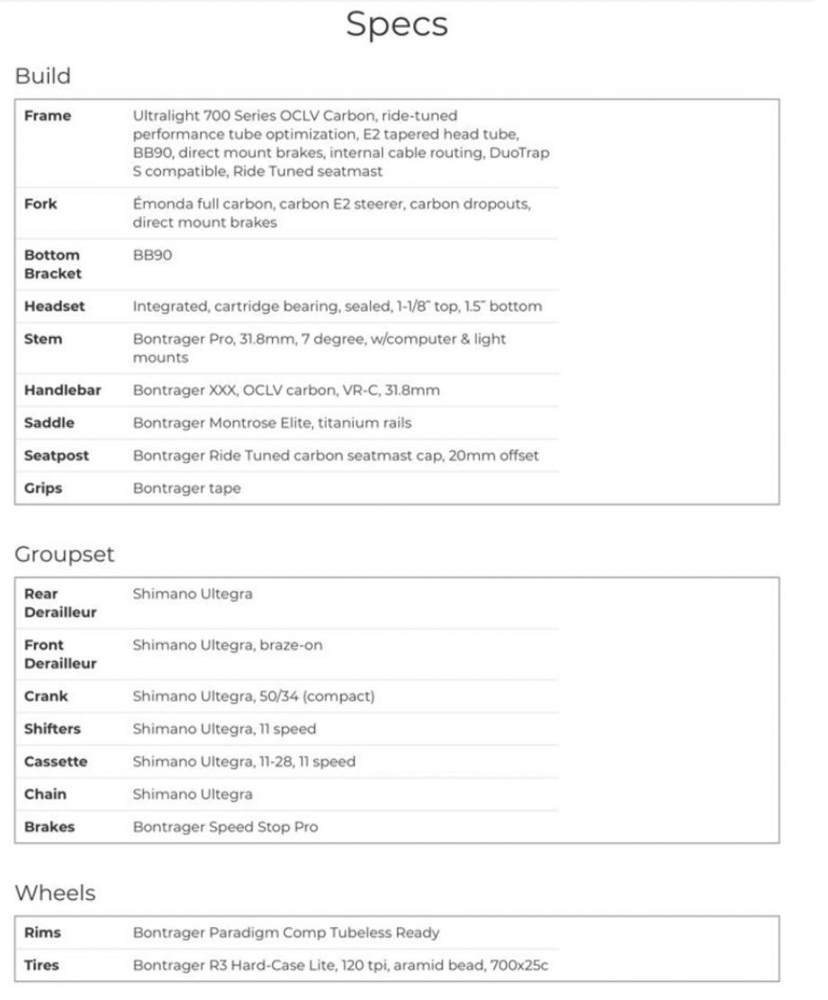 Specs
Build
Frame Ultralight 700 Series OCLV Carbon, ride-tuned
performance tube optimization, E2 tapered head tube,
BB90, direct mount brakes, internal cable routing, DuoTrap
S compatible, Ride Tuned seatmast
Fork Émonda full carbon, carbon E2 steerer, carbon dropouts,
direct mount brakes
Bottom BB90
Bracket
Headset Integrated, cartridge bearing, sealed, 1-1/8˝ top, 1.5˝ bottom
Stem Bontrager Pro, 31.8mm, 7 degree, w/computer & light
mounts
Handlebar Bontrager XXX, OCLV carbon, VR-C, 31.8mm
Saddle Bontrager Montrose Elite, titanium rails
Seatpost Bontrager Ride Tuned carbon seatmast cap, 20mm offset
Grips Bontrager tape
Groupset
Rear Shimano Ultegra
Derailleur
Front Shimano Ultegra, braze-on
Derailleur
Crank Shimano Ultegra, 50/34 (compact)
Shifters Shimano Ultegra, 11 speed
Cassette Shimano Ultegra, 11-28, 11 speed
Chain Shimano Ultegra
Brakes Bontrager Speed Stop Pro
Wheels
Rims Bontrager Paradigm Comp Tubeless Ready
Tires Bontrager R3 Hard-Case Lite, 120 tpi, aramid bead, 700x25c